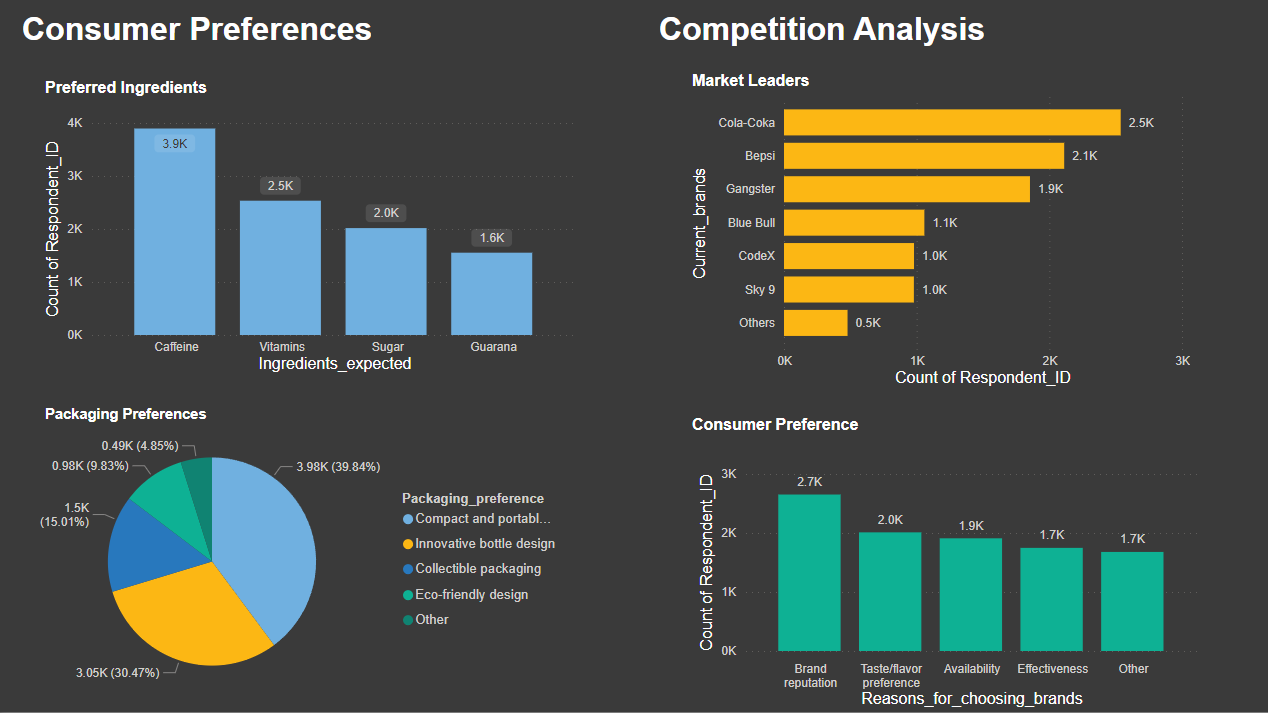 Consumer Preferences
Preferred Ingredients
Count of Respondent_ID
4K
3K
2K
1K
0K
3.9K
2.5K
2.0K
1.6K
Caffeine
Vitamins
Sugar
Guarana
Ingredients_expected
Packaging Preferences
0.49K (4.85%)
0.98K (9.83%)
1.5K
(15.01%)
3.98K (39.84%)
3.05K (30.47%)
Packaging_preference
Compact and portabl...
Innovative bottle design
Collectible packaging
Eco-friendly design
Other
Competition Analysis
Market Leaders
Current_brands
Cola-Coka
2.5K
Bepsi
2.1K
Gangster
1.9K
Blue Bull
1.1K
CodeX
1.0K
Sky 9
1.0K
Others
0.5K
0K
1K
2K
3K
Count of Respondent_ID
Consumer Preference
Count of Respondent_ID
3K
2K
1K
0K
2.7K
2.0K
1.9K
1.7K
1.7K
Brand
reputation
Taste/flavor
preference
Availability
Effectiveness
Other
Reasons_for_choosing_brands